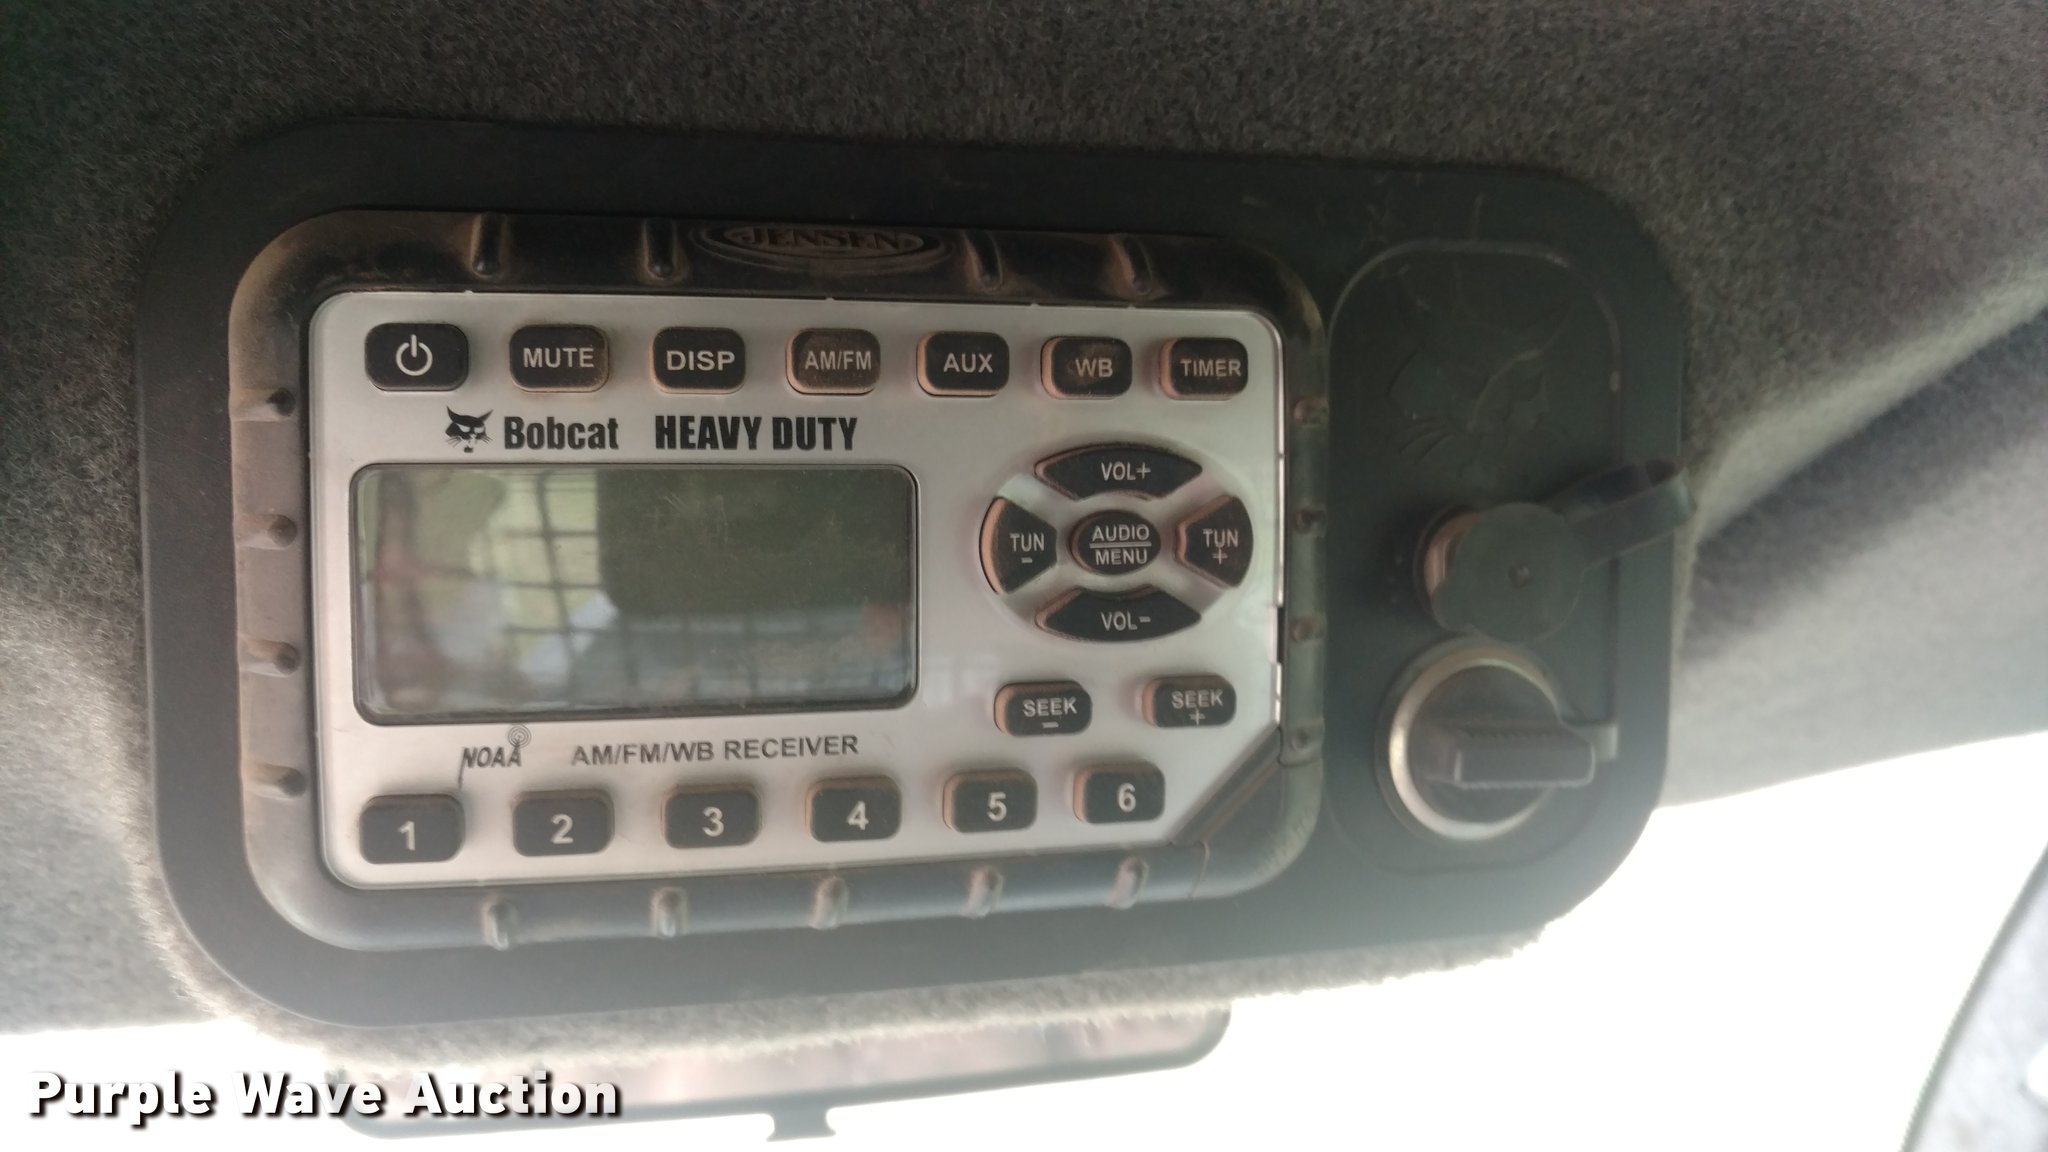 JENSEN
MUTE DISP AM/FM AUX WB TIMER
Bobcat HEAVY DUTY
VOL+
TUN - AUDIO MENU TUN +
VOL-
SEEK - SEEK +
NOAA AM/FM/WB RECEIVER
1 2 3 4 5 6
Purple Wave Auction